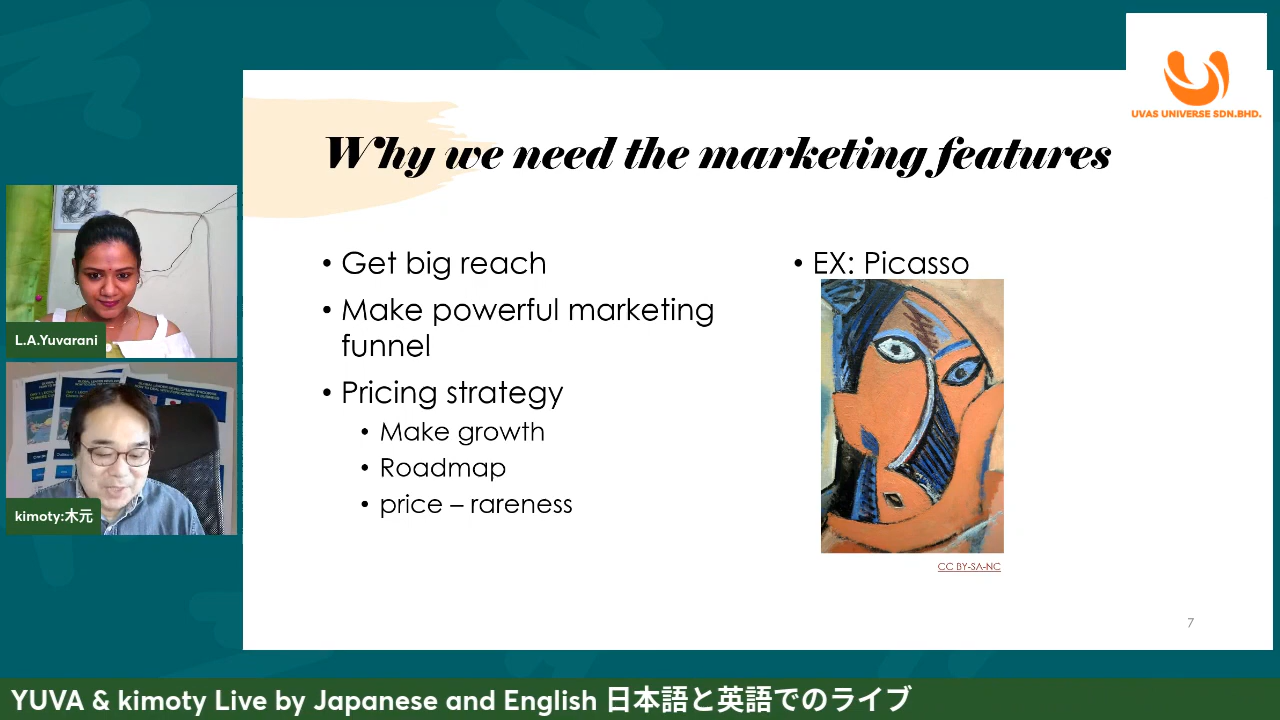 UVAS UNIVERSE SDN.BHD.
Why we need the marketing features
• Get big reach
• Make powerful marketing
funnel
• Pricing strategy
• Make growth
• Roadmap
• price – rareness
• EX: Picasso
CC BY-SA-NC
7
L.A.Yuvarani
kimoty:木元
YUVA & kimoty Live by Japanese and English 日本語と英語でのライブ